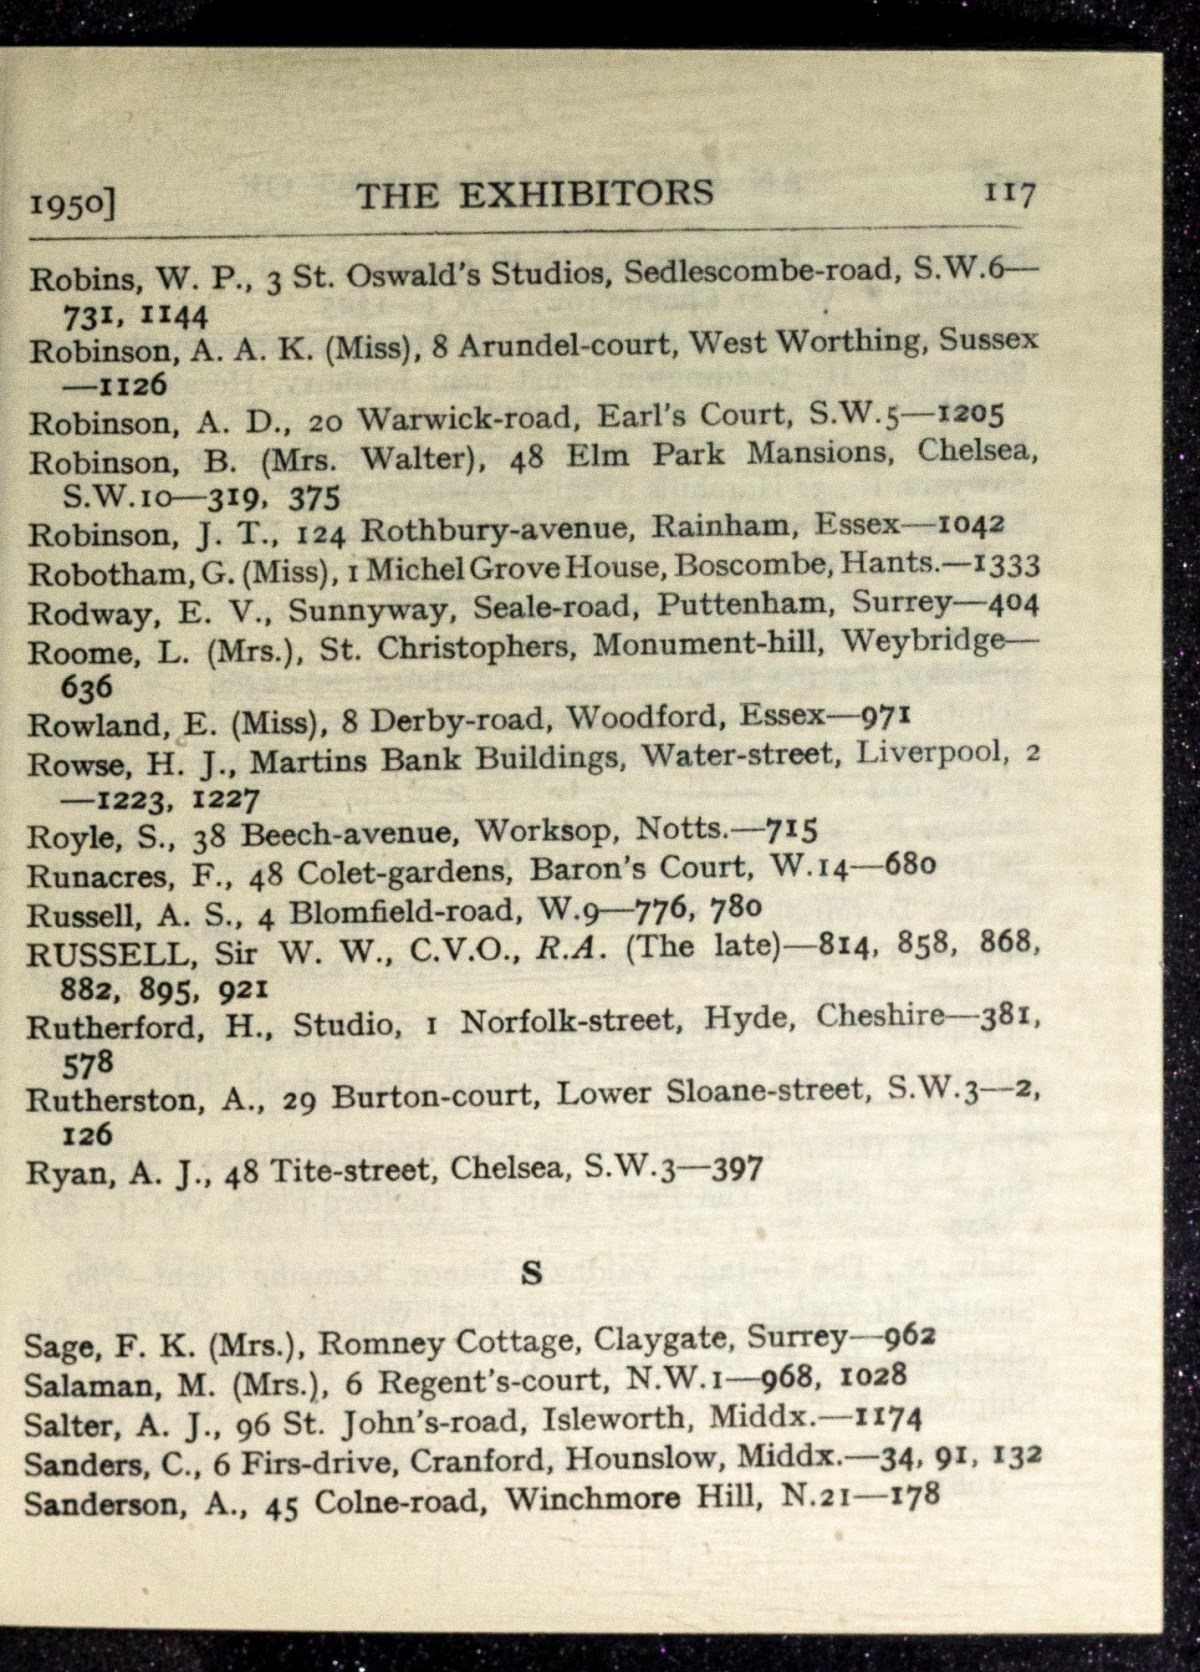 1950] THE EXHIBITORS 117
Robins, W. P., 3 St. Oswald's Studios, Sedlescombe-road, S.W.6—
731, 1144
Robinson, A. A. K. (Miss), 8 Arundel-court, West Worthing, Sussex
—1126
Robinson, A. D., 20 Warwick-road, Earl's Court, S.W.5—1205
Robinson, B. (Mrs. Walter), 48 Elm Park Mansions, Chelsea,
S.W.10—319, 375
Robinson, J. T., 124 Rothbury-avenue, Rainham, Essex—1042
Robotham, G. (Miss), 1 Michel Grove House, Boscombe, Hants.—1333
Rodway, E. V., Sunnyway, Seale-road, Puttenham, Surrey—404
Roome, L. (Mrs.), St. Christophers, Monument-hill, Weybridge—
636
Rowland, E. (Miss), 8 Derby-road, Woodford, Essex—971
Rowse, H. J., Martins Bank Buildings, Water-street, Liverpool, 2
—1223, 1227
Royle, S., 38 Beech-avenue, Worksop, Notts.—715
Runacres, F., 48 Colet-gardens, Baron's Court, W.14—680
Russell, A. S., 4 Blomfield-road, W.9—776, 780
RUSSELL, Sir W. W., C.V.O., R.A. (The late)—814, 858, 868,
882, 895, 921
Rutherford, H., Studio, 1 Norfolk-street, Hyde, Cheshire—381,
578
Rutherston, A., 29 Burton-court, Lower Sloane-street, S.W.3—2,
126
Ryan, A. J., 48 Tite-street, Chelsea, S.W.3—397
S
Sage, F. K. (Mrs.), Romney Cottage, Claygate, Surrey—962
Salaman, M. (Mrs.), 6 Regent's-court, N.W.1—968, 1028
Salter, A. J., 96 St. John's-road, Isleworth, Middx.—1174
Sanders, C., 6 Firs-drive, Cranford, Hounslow, Middx.—34, 91, 132
Sanderson, A., 45 Colne-road, Winchmore Hill, N.21—178